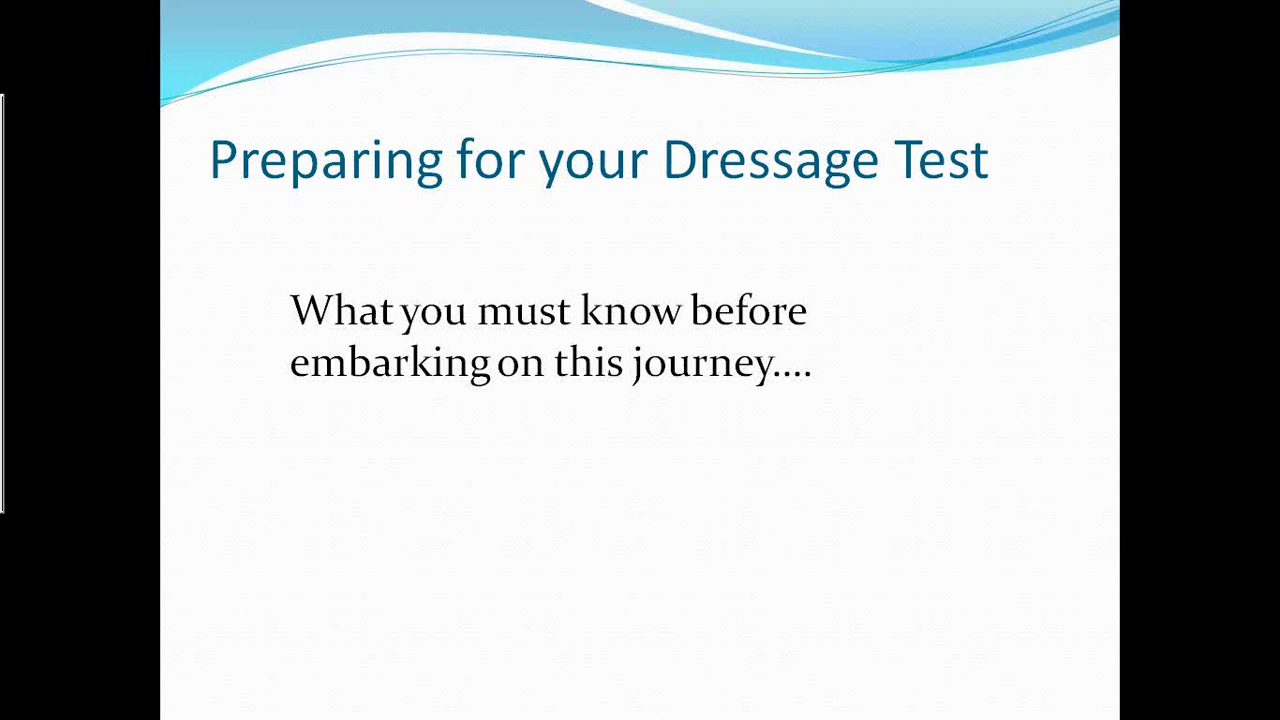 Preparing for your Dressage Test
What you must know before
embarking on this journey....